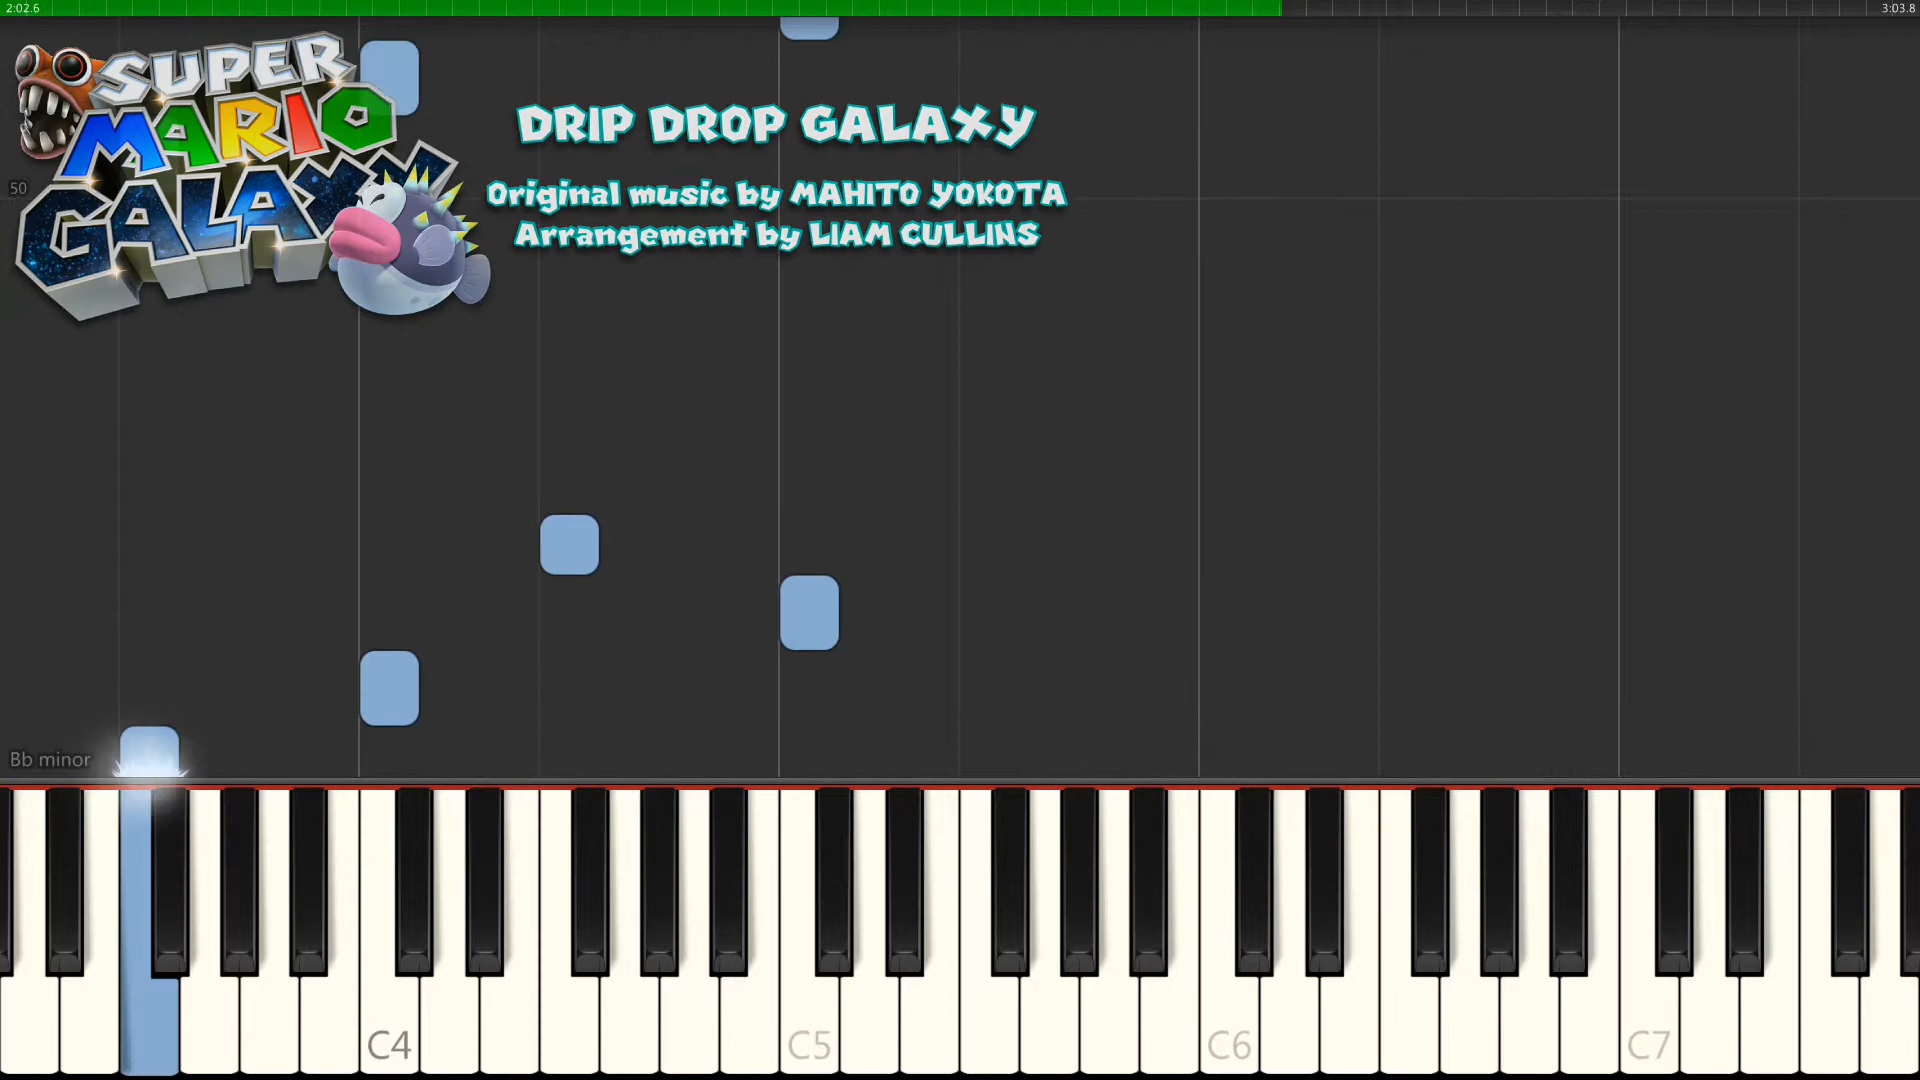 2:02.6
3:03.8
SUPER
MARIO
GALAXY
DRIP DROP GALAXY
Original music by MAHITO YOKOTA
Arrangement by LIAM CULLINS
50
Bb minor
C4
C5
C6
C7